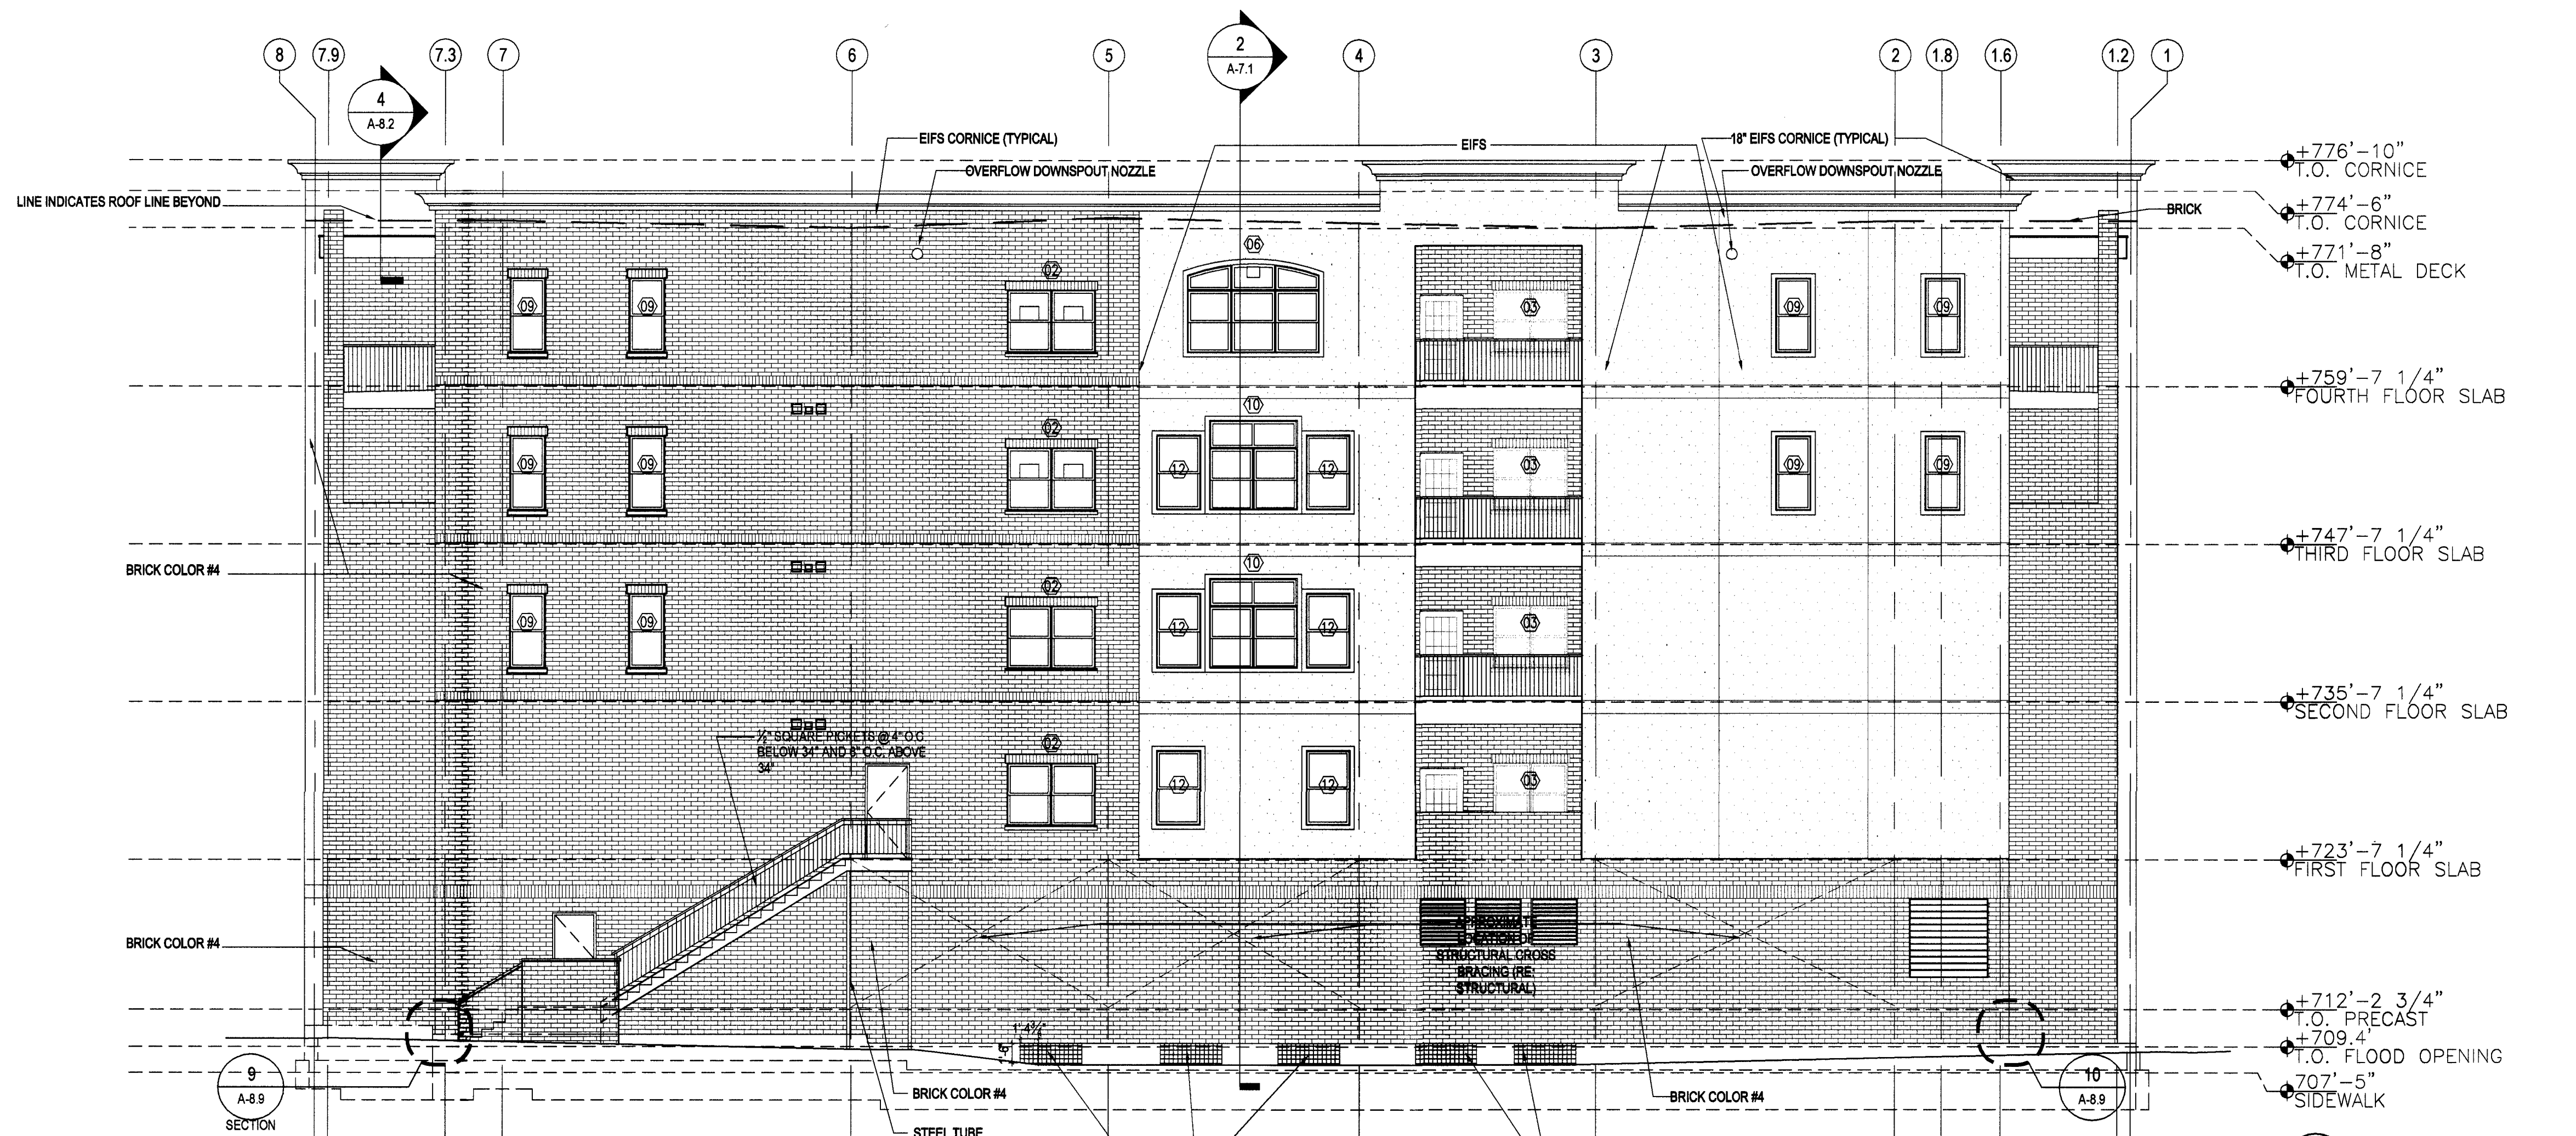 8
7.9
7.3
7
6
5
4
3
2
1.8
1.6
1.2
1
2
A-7.1
4
A-8.2
EIFS CORNICE (TYPICAL)
EIFS
18" EIFS CORNICE (TYPICAL)
OVERFLOW DOWNSPOUT NOZZLE
OVERFLOW DOWNSPOUT NOZZLE
LINE INDICATES ROOF LINE BEYOND
BRICK
+776'-10"
T.O. CORNICE
+774'-6"
T.O. CORNICE
+771'-8"
T.O. METAL DECK
06
02
09
09
03
09
09
+759'-7 1/4"
FOURTH FLOOR SLAB
10
02
09
09
12
12
03
09
09
+747'-7 1/4"
THIRD FLOOR SLAB
BRICK COLOR #4
10
02
09
09
12
12
03
+735'-7 1/4"
SECOND FLOOR SLAB
1/2" SQUARE PICKETS @ 4" O.C.
BELOW 34" AND 6" O.C. ABOVE
34"
02
12
12
03
+723'-7 1/4"
FIRST FLOOR SLAB
BRICK COLOR #4
APPROXIMATE
LOCATION OF
STRUCTURAL CROSS
BRACING (RE:
STRUCTURAL)
+712'-2 3/4"
T.O. PRECAST
+709.4'
T.O. FLOOD OPENING
707'-5"
SIDEWALK
9
A-8.9
SECTION
BRICK COLOR #4
BRICK COLOR #4
10
A-8.9
STEEL TUBE